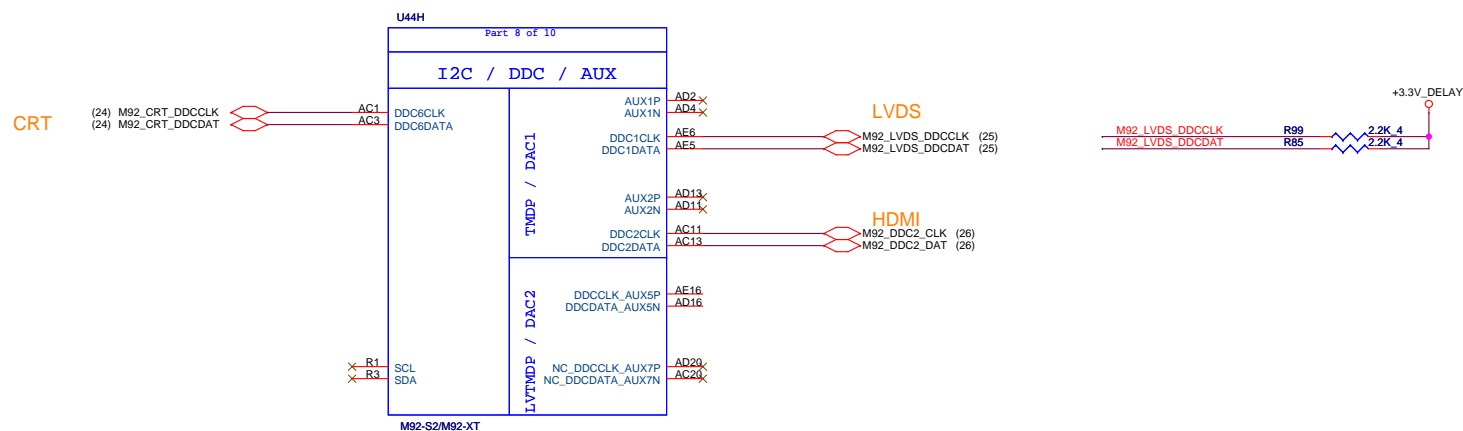 U44H
Part 8 of 10
I2C / DDC / AUX
CRT
(24) M92_CRT_DDCCLK
(24) M92_CRT_DDCDAT
AC1
AC3
DDC6CLK
DDC6DATA
R1
R3
SCL
SDA
TMDP / DAC1
LVTMDP / DAC2
AUX1P AD2
AUX1N AD4
LVDS
DDC1CLK AE6 M92_LVDS_DDCCLK (25)
DDC1DATA AE5 M92_LVDS_DDCDAT (25)
AUX2P AD13
AUX2N AD11
HDMI
DDC2CLK AC11 M92_DDC2_CLK (26)
DDC2DATA AC13 M92_DDC2_DAT (26)
DDCCLK_AUX5P AE16
DDCDATA_AUX5N AD16
NC_DDCCLK_AUX7P AD20
NC_DDCDATA_AUX7N AC20
M92-S2/M92-XT
+3.3V_DELAY
M92_LVDS_DDCCLK R99 2.2K_4
M92_LVDS_DDCDAT R85 2.2K_4